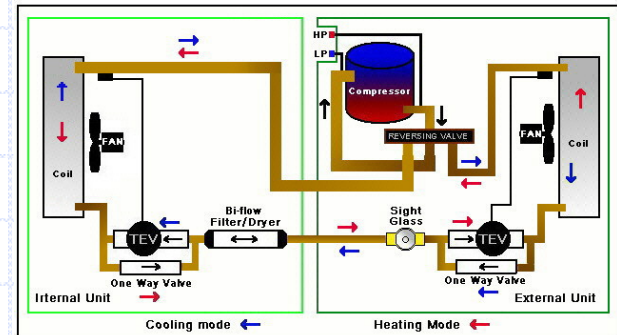 HP
LP
Compressor
REVERSING VALVE
FAN
Coil
FAN
Coil
Bi-flow
Filter/Dryer
Sight
Glass
TEV
TEV
One Way Valve
One Way Valve
Irternal Unit
External Unit
Cooling mode
Heating Mode